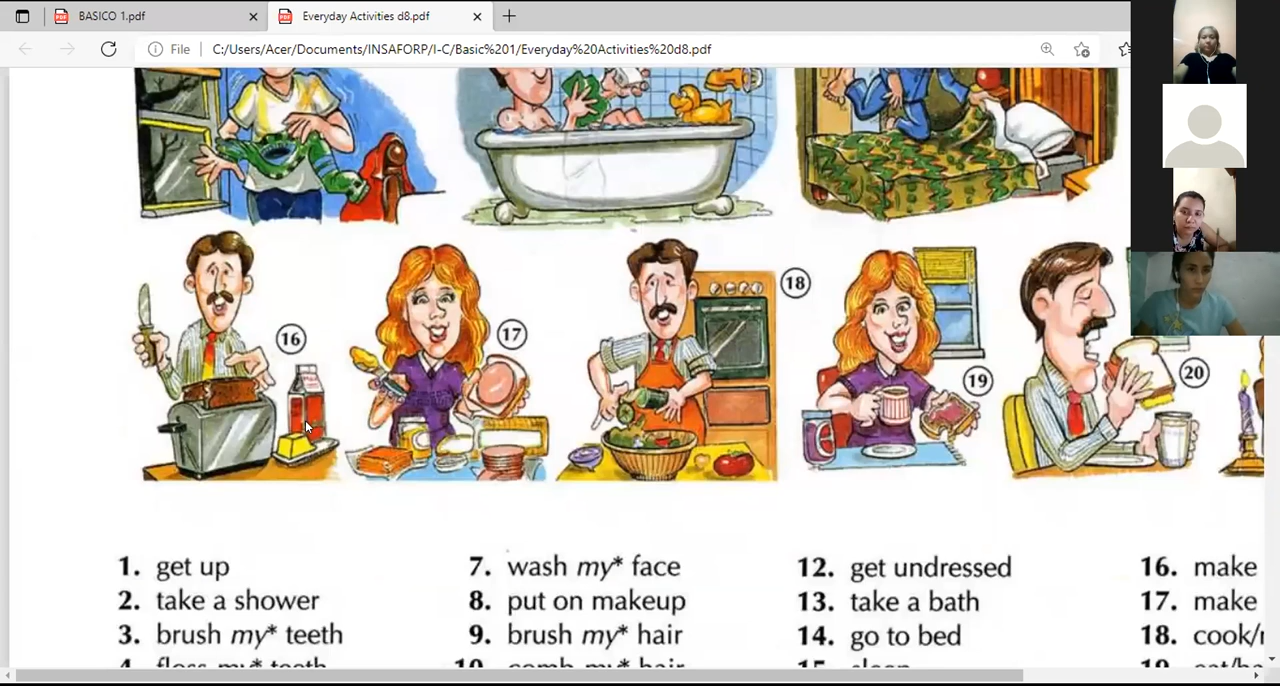 BASICO 1.pdf
Everyday Activities d8.pdf
File
C:/Users/Acer/Documents/INSAFORP/I-C/Basic%201/Everyday%20Activities%20d8.pdf
16
17
18
19
20
1. get up
2. take a shower
3. brush my* teeth
7. wash my* face
8. put on makeup
9. brush my* hair
12. get undressed
13. take a bath
14. go to bed
16. make
17. make
18. cook/